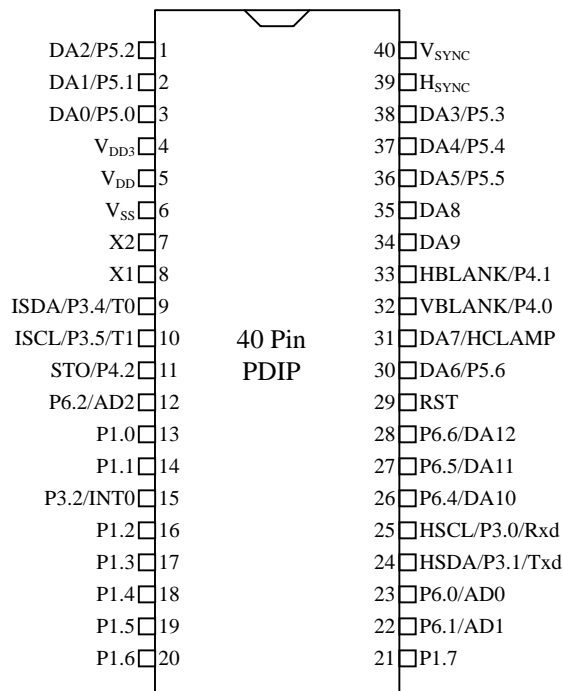 DA2/P5.2 1 40 VSYNC
DA1/P5.1 2 39 HSYNC
DA0/P5.0 3 38 DA3/P5.3
VDD3 4 37 DA4/P5.4
VDD 5 36 DA5/P5.5
VSS 6 35 DA8
X2 7 34 DA9
X1 8 33 HBLANK/P4.1
ISDA/P3.4/T0 9 32 VBLANK/P4.0
ISCL/P3.5/T1 10 40 Pin 31 DA7/HCLAMP
STO/P4.2 11 PDIP 30 DA6/P5.6
P6.2/AD2 12 29 RST
P1.0 13 28 P6.6/DA12
P1.1 14 27 P6.5/DA11
P3.2/INT0 15 26 P6.4/DA10
P1.2 16 25 HSCL/P3.0/Rxd
P1.3 17 24 HSDA/P3.1/Txd
P1.4 18 23 P6.0/AD0
P1.5 19 22 P6.1/AD1
P1.6 20 21 P1.7